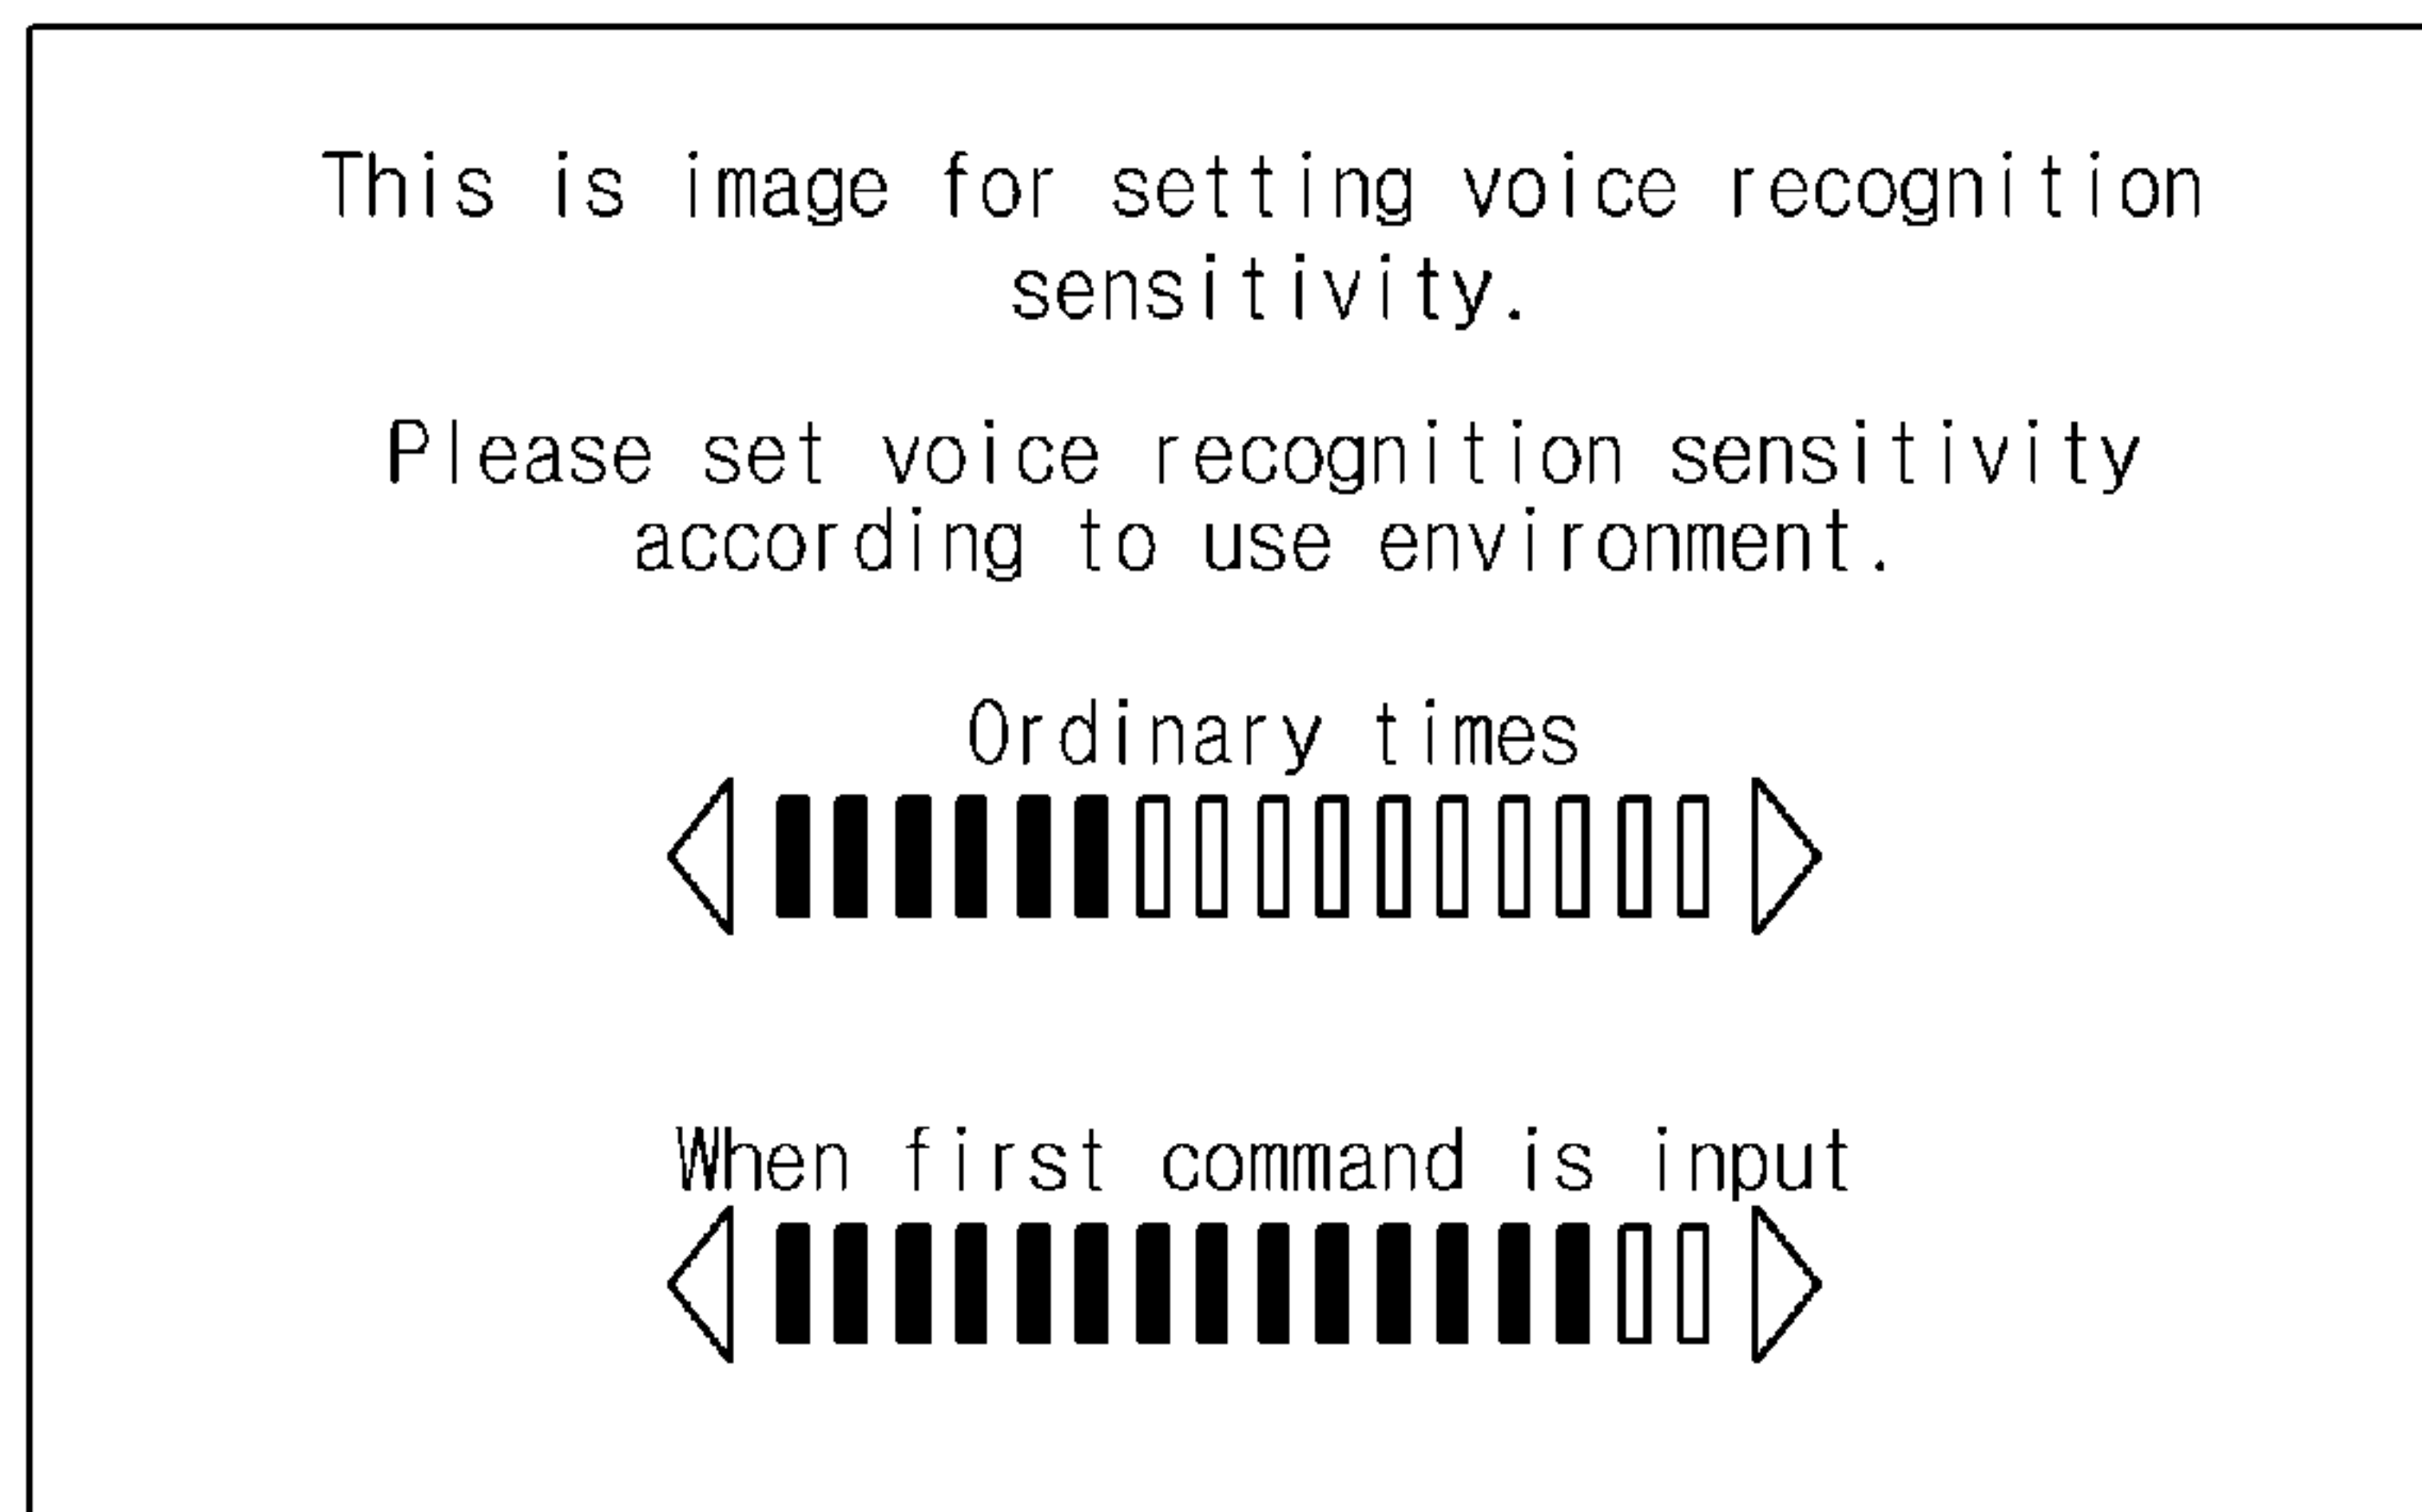 This is image for setting voice recognition
sensitivity.
Please set voice recognition sensitivity
according to use environment.
Ordinary times
When first command is input